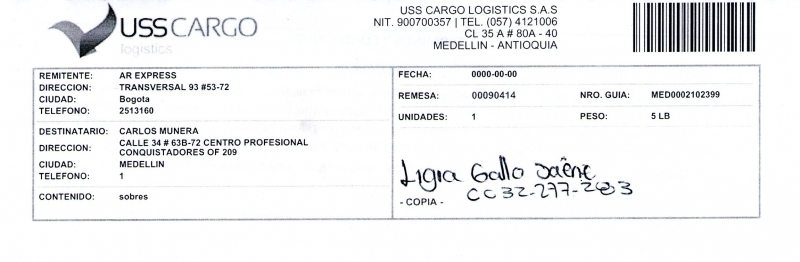 USS CARGO
logistics
USS CARGO LOGISTICS S.A.S
NIT. 900700357 | TEL. (057) 4121006
CL 35 A # 80A - 40
MEDELLIN - ANTIOQUIA
REMITENTE: AR EXPRESS
DIRECCION: TRANSVERSAL 93 #53-72
CIUDAD: Bogota
TELEFONO: 2513160
DESTINATARIO: CARLOS MUNERA
DIRECCION: CALLE 34 # 63B-72 CENTRO PROFESIONAL
CONQUISTADORES OF 209
CIUDAD: MEDELLIN
TELEFONO: 1
CONTENIDO: sobres
FECHA: 0000-00-00
REMESA: 00090414 NRO. GUIA: MED0002102399
UNIDADES: 1 PESO: 5 LB
Ligia Gallo
CC 32-277-203
- COPIA -